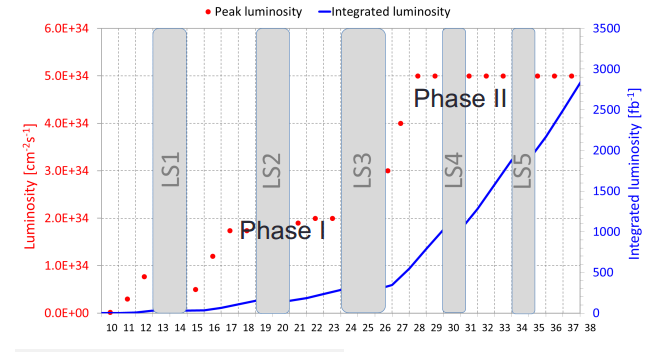 Peak luminosity Integrated luminosity
6.0E+34 3500
5.0E+34 3000
4.0E+34 2500
3.0E+34 2000
2.0E+34 1500
1.0E+34 1000
0.0E+00 500
0
Luminosity [cm⁻²s⁻¹]
Integrated luminosity [fb⁻¹]
LS1
LS2
LS3
LS4
LS5
Phase I
Phase II
10 11 12 13 14 15 16 17 18 19 20 21 22 23 24 25 26 27 28 29 30 31 32 33 34 35 36 37 38